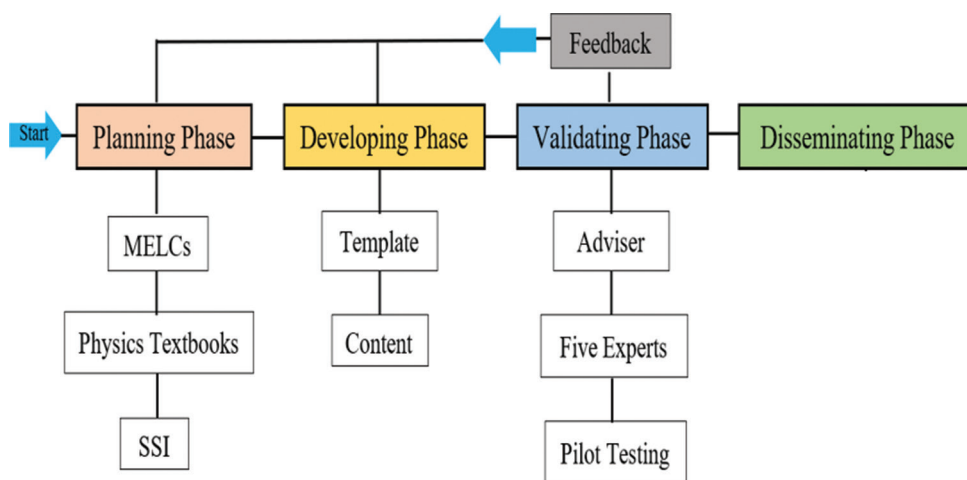 Feedback
Start
Planning Phase
Developing Phase
Validating Phase
Disseminating Phase
MELCs
Template
Adviser
Physics Textbooks
Content
Five Experts
SSI
Pilot Testing